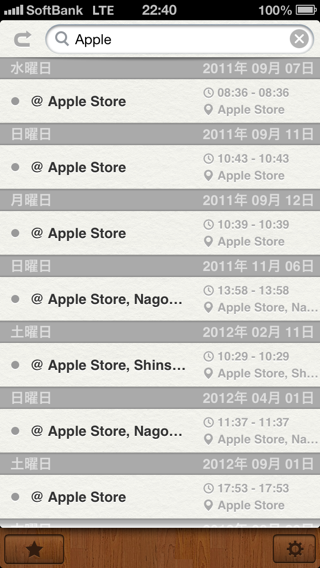 SoftBank LTE 22:40 100%
Apple
水曜日 2011年 09月 07日
@ Apple Store
08:36 - 08:36
Apple Store
日曜日 2011年 09月 11日
@ Apple Store
10:43 - 10:43
Apple Store
月曜日 2011年 09月 12日
@ Apple Store
10:39 - 10:39
Apple Store
日曜日 2011年 11月 06日
@ Apple Store, Nago…
13:58 - 13:58
Apple Store, Na…
土曜日 2012年 02月 11日
@ Apple Store, Shins…
10:29 - 10:29
Apple Store, Sh…
日曜日 2012年 04月 01日
@ Apple Store, Nago…
11:37 - 11:37
Apple Store, Na…
土曜日 2012年 09月 01日
@ Apple Store
17:53 - 17:53
Apple Store